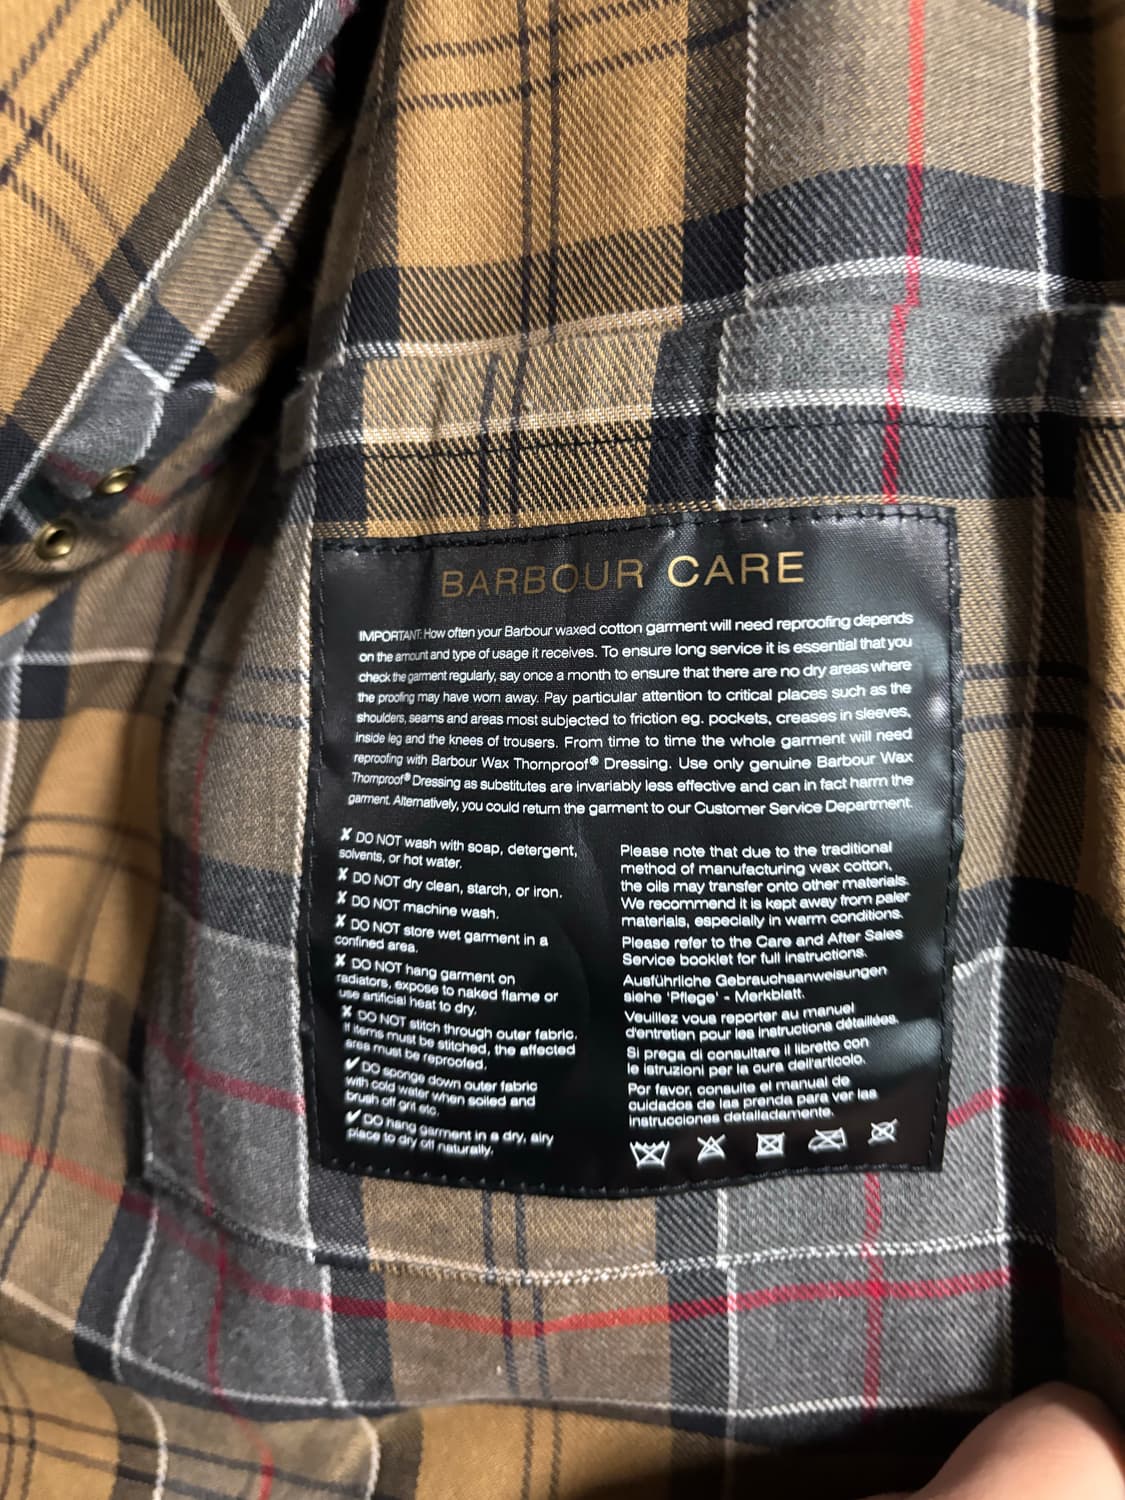 BARBOUR CARE
IMPORTANT: How often your Barbour waxed cotton garment will need reproofing depends
on the amount and type of usage it receives. To ensure long service it is essential that you
check the garment regularly, say once a month to ensure that there are no dry areas where
the proofing may have worn away. Pay particular attention to critical places such as the
shoulders, seams and areas most subjected to friction eg. pockets, creases in sleeves,
inside leg and the knees of trousers. From time to time the whole garment will need
reproofing with Barbour Wax Thornproof® Dressing. Use only genuine Barbour Wax
Thornproof® Dressing as substitutes are invariably less effective and can in fact harm the
garment. Alternatively, you could return the garment to our Customer Service Department.
✘ DO NOT wash with soap, detergent,
solvents, or hot water.
✘ DO NOT dry clean, starch, or iron.
✘ DO NOT machine wash.
✘ DO NOT store wet garment in a
confined area.
✘ DO NOT hang garment on
radiators, expose to naked flame or
use artificial heat to dry.
✘ DO NOT stitch through outer fabric.
If items must be stitched, the affected
area must be reproofed.
✔ DO sponge down outer fabric
with cold water when soiled and
brush off grit etc.
✔ DO hang garment in a dry, airy
place to dry off naturally.
Please note that due to the traditional
method of manufacturing wax cotton,
the oils may transfer onto other materials.
We recommend it is kept away from paler
materials, especially in warm conditions.
Please refer to the Care and After Sales
Service booklet for full instructions.
Ausführliche Gebrauchsanweisungen
siehe 'Pflege' - Merkblatt.
Veuillez vous reporter au manuel
d'entretien pour les instructions détaillées.
Si prega di consultare il libretto con
le istruzioni per la cura dell'articolo.
Por favor, consulte el manual de
cuidados de las prenda para ver las
instrucciones detalladamente.